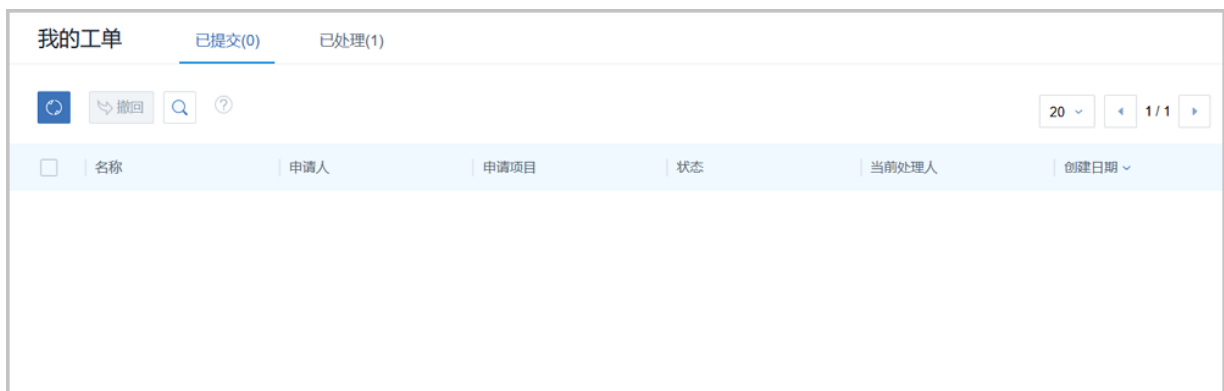 我的工单 已提交(0) 已处理(1)
撤回 20 1 / 1
名称 申请人 申请项目 状态 当前处理人 创建日期